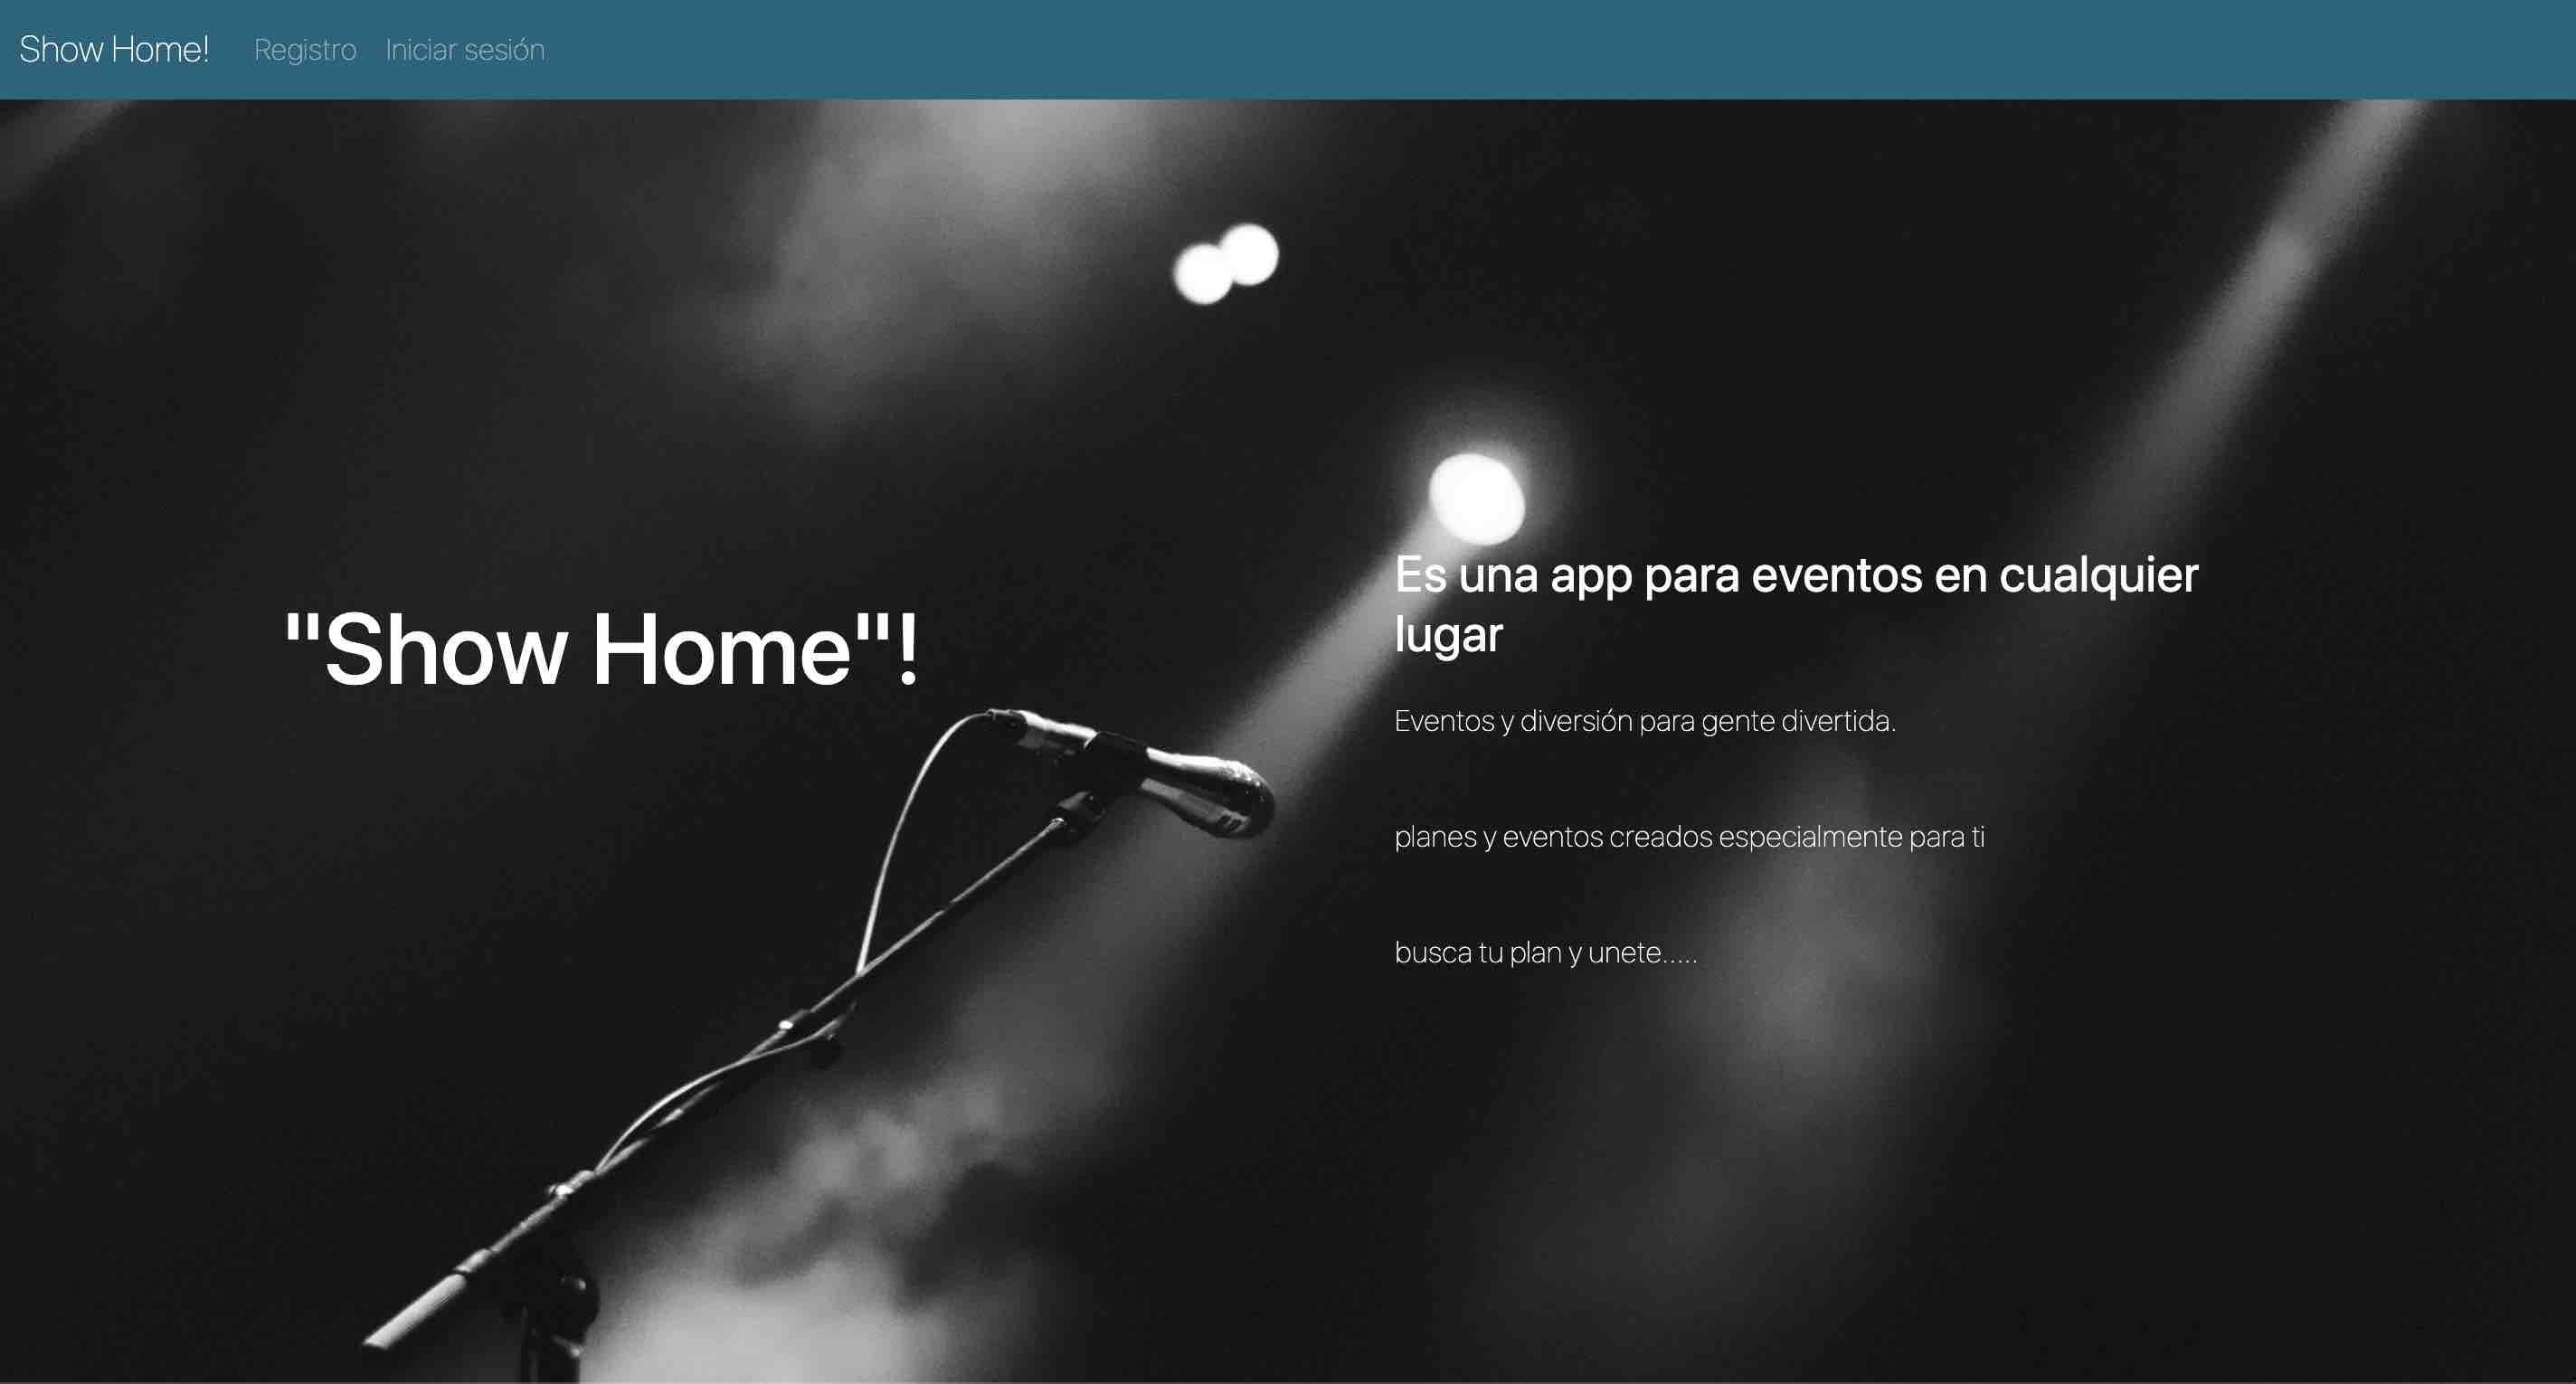 Show Home! Registro Iniciar sesión
"Show Home"!
Es una app para eventos en cualquier
lugar
Eventos y diversión para gente divertida.
planes y eventos creados especialmente para ti
busca tu plan y unete.....